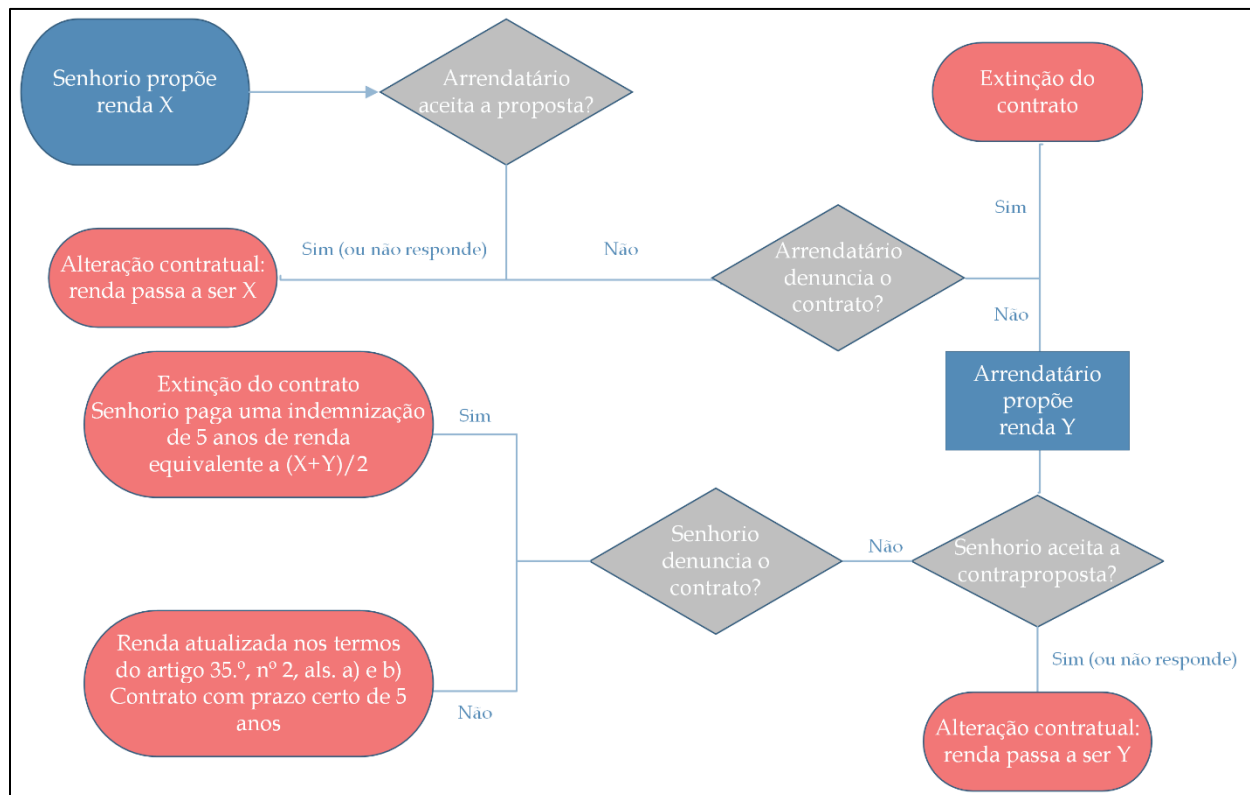 Senhorio propõe
renda X
Arrendatário
aceita a proposta?
Extinção do
contrato
Sim
Sim (ou não responde)
Não
Alteração contratual:
renda passa a ser X
Arrendatário
denuncia o
contrato?
Não
Arrendatário
propõe
renda Y
Extinção do contrato
Senhorio paga uma indemnização
de 5 anos de renda
equivalente a (X+Y)/2
Sim
Senhorio
denuncia o
contrato?
Não
Senhorio aceita a
contraproposta?
Renda atualizada nos termos
do artigo 35.º, nº 2, als. a) e b)
Contrato com prazo certo de 5
anos
Não
Sim (ou não responde)
Alteração contratual:
renda passa a ser Y